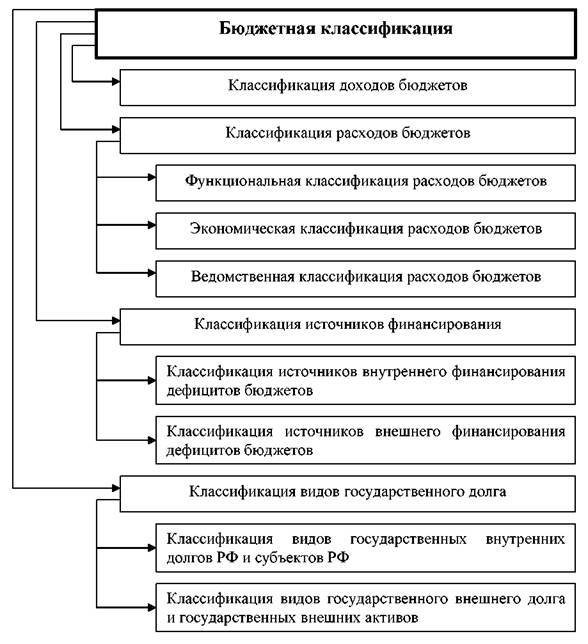 Бюджетная классификация
Классификация доходов бюджетов
Классификация расходов бюджетов
Функциональная классификация расходов бюджетов
Экономическая классификация расходов бюджетов
Ведомственная классификация расходов бюджетов
Классификация источников финансирования
Классификация источников внутреннего финансирования
дефицитов бюджетов
Классификация источников внешнего финансирования
дефицитов бюджетов
Классификация видов государственного долга
Классификация видов государственных внутренних
долгов РФ и субъектов РФ
Классификация видов государственного внешнего долга
и государственных внешних активов